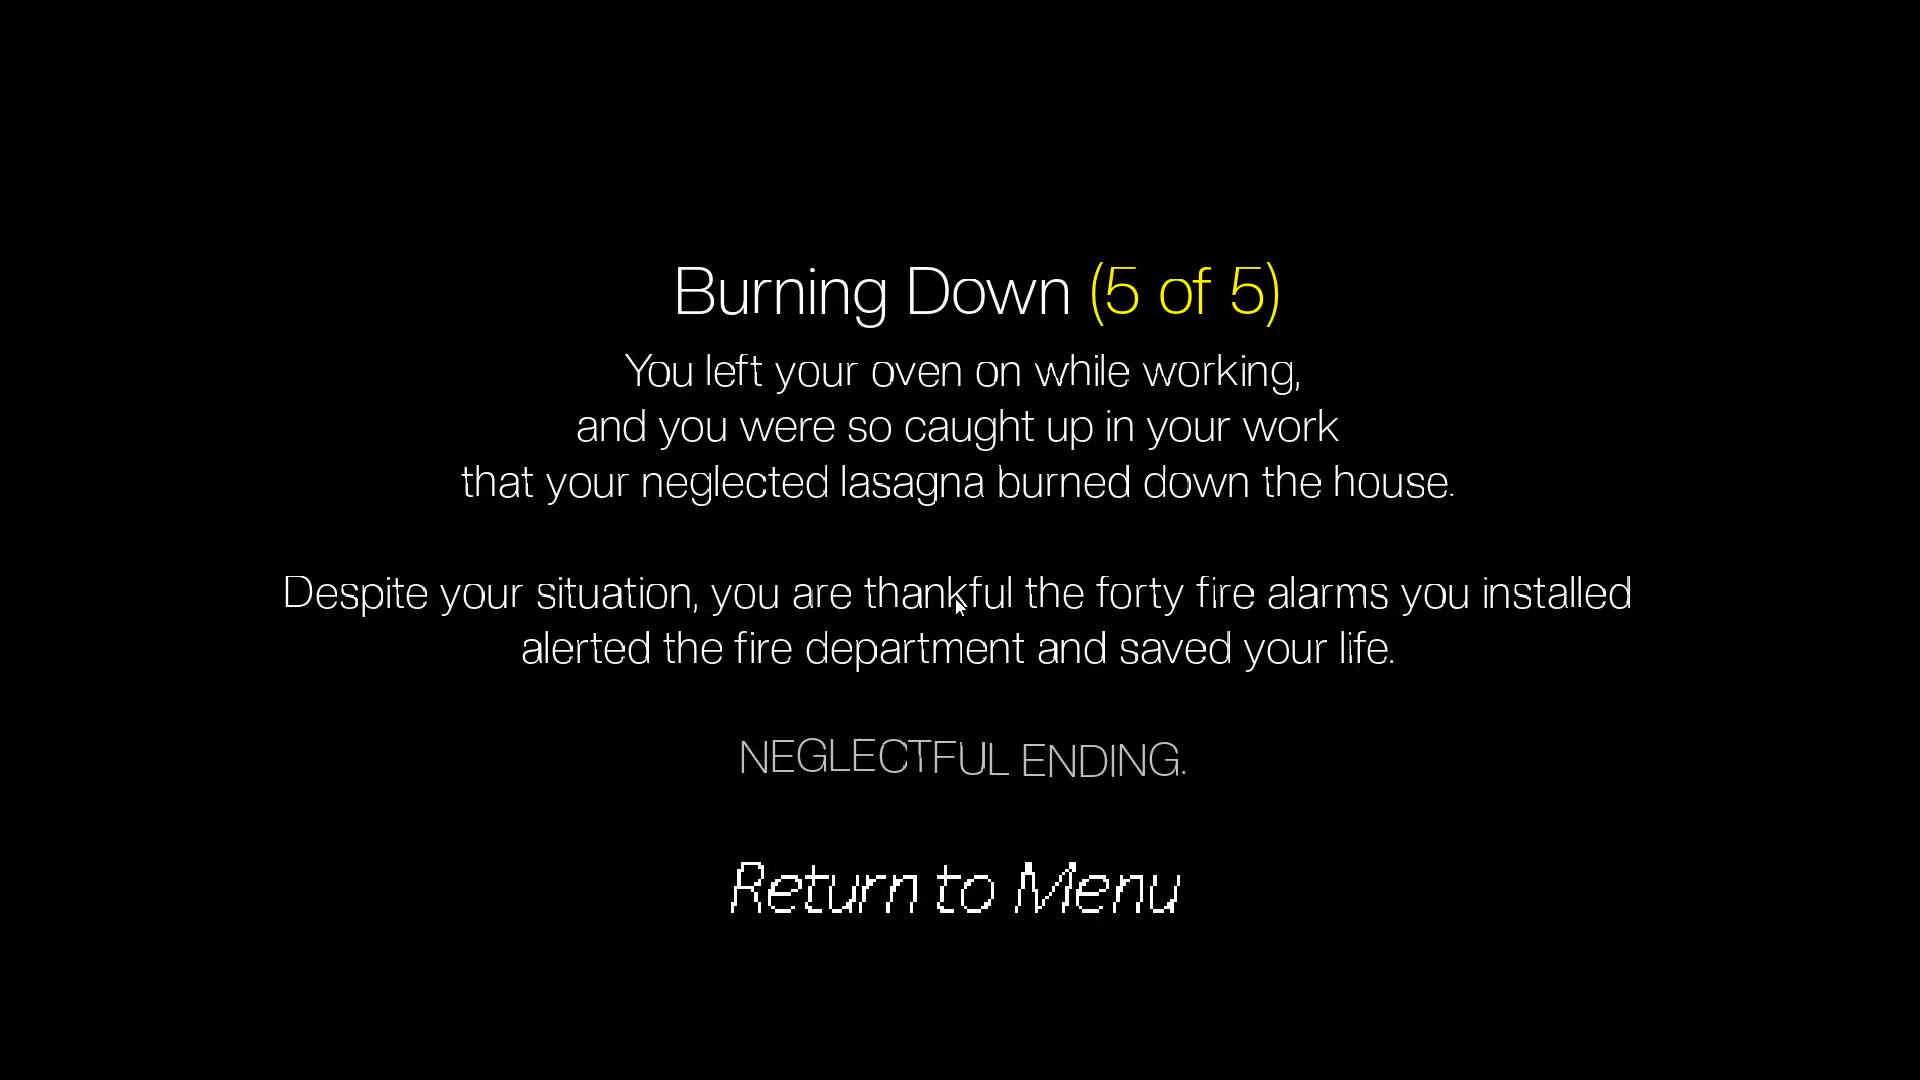 Burning Down (5 of 5)
You left your oven on while working,
and you were so caught up in your work
that your neglected lasagna burned down the house.
Despite your situation, you are thankful the forty fire alarms you installed
alerted the fire department and saved your life.
NEGLECTFUL ENDING.
Return to Menu